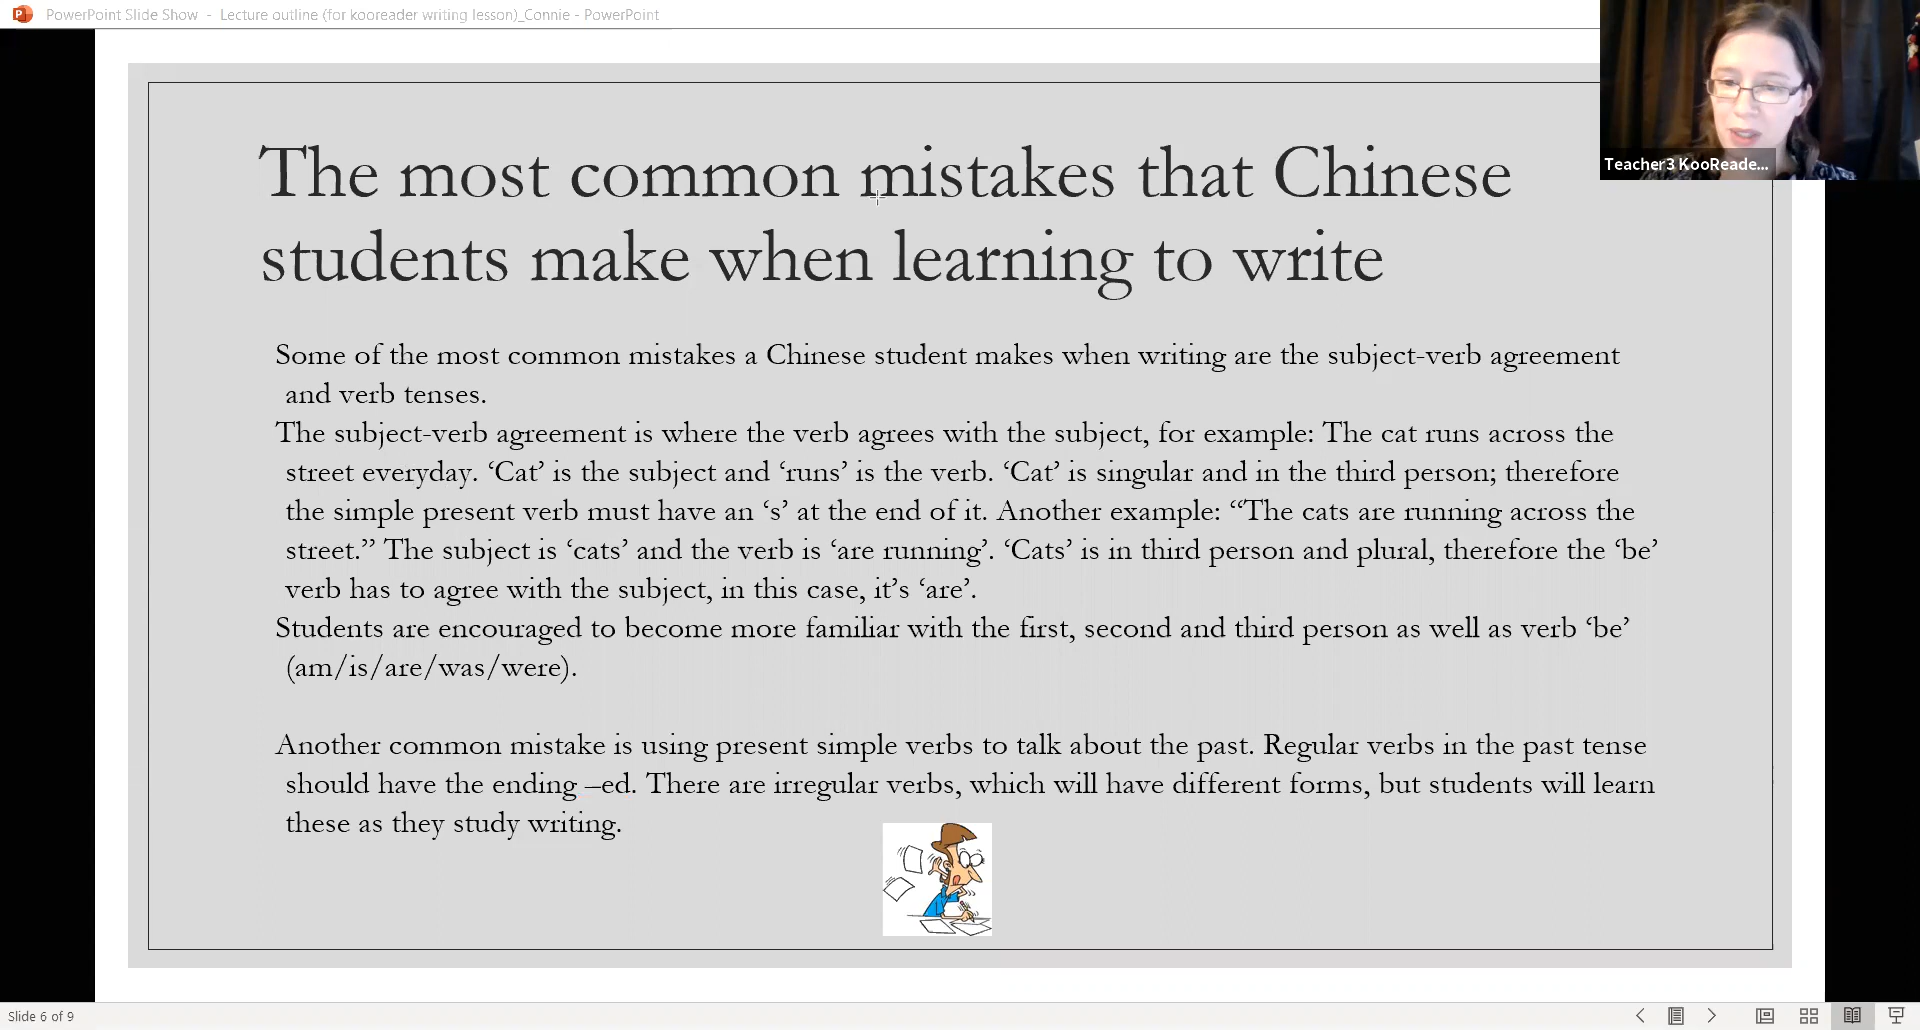 PowerPoint Slide Show - Lecture outline (for kooreader writing lesson)_Connie - PowerPoint
Teacher3 KooReade...
The most common mistakes that Chinese
students make when learning to write
Some of the most common mistakes a Chinese student makes when writing are the subject-verb agreement
and verb tenses.
The subject-verb agreement is where the verb agrees with the subject, for example: The cat runs across the
street everyday. ‘Cat’ is the subject and ‘runs’ is the verb. ‘Cat’ is singular and in the third person; therefore
the simple present verb must have an ‘s’ at the end of it. Another example: “The cats are running across the
street.” The subject is ‘cats’ and the verb is ‘are running’. ‘Cats’ is in third person and plural, therefore the ‘be’
verb has to agree with the subject, in this case, it’s ‘are’.
Students are encouraged to become more familiar with the first, second and third person as well as verb ‘be’
(am/is/are/was/were).
Another common mistake is using present simple verbs to talk about the past. Regular verbs in the past tense
should have the ending –ed. There are irregular verbs, which will have different forms, but students will learn
these as they study writing.
Slide 6 of 9